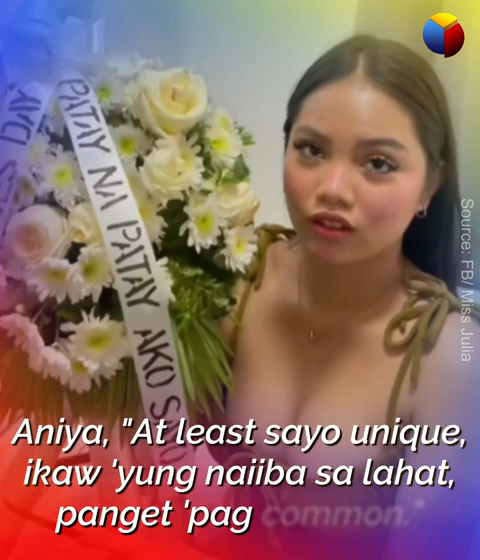 PATAY NA PATAY AKO
Source: FB/ Miss Julia
Aniya, "At least sayo unique,
ikaw 'yung naiiba sa lahat,
panget 'pag common."